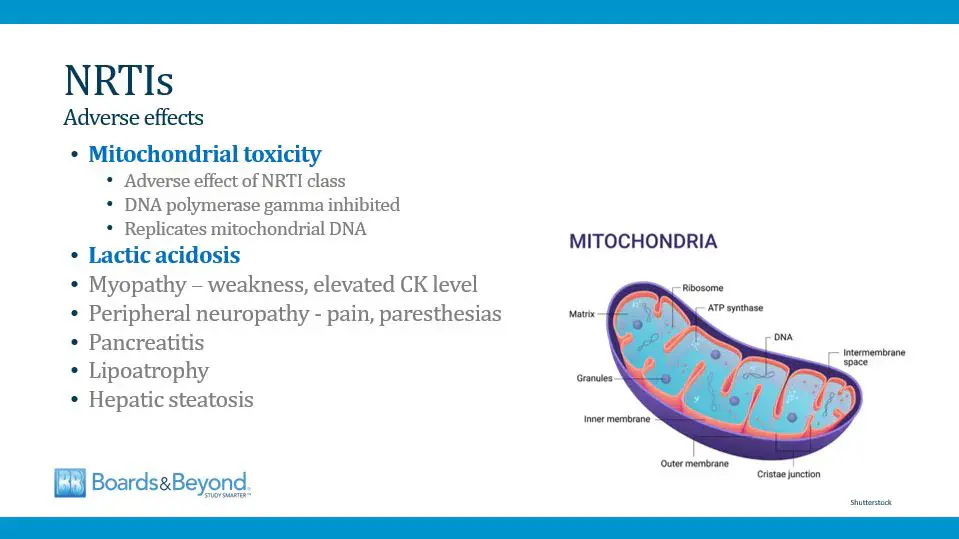 NRTIs
Adverse effects
• Mitochondrial toxicity
• Adverse effect of NRTI class
• DNA polymerase gamma inhibited
• Replicates mitochondrial DNA
• Lactic acidosis
• Myopathy – weakness, elevated CK level
• Peripheral neuropathy - pain, paresthesias
• Pancreatitis
• Lipoatrophy
• Hepatic steatosis
MITOCHONDRIA
Ribosome
ATP synthase
Matrix
DNA
Intermembrane
space
Granules
Inner membrane
Outer membrane
Cristae junction
BB Boards&Beyond.
STUDY SMARTER™
Shutterstock